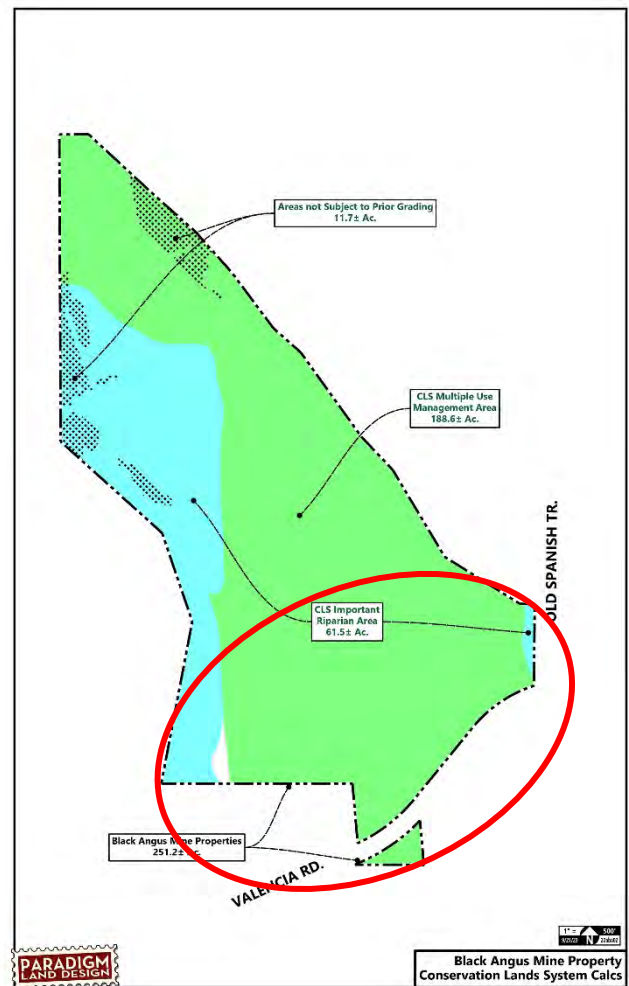 Areas not Subject to Prior Grading
11.7± Ac.
CLS Multiple Use
Management Area
188.6± Ac.
OLD SPANISH TR.
CLS Important
Riparian Area
61.5± Ac.
Black Angus Mine Properties
251.2± Ac.
VALENCIA RD.
1" = 500'
N
PARADIGM
LAND DESIGN
Black Angus Mine Property
Conservation Lands System Calcs